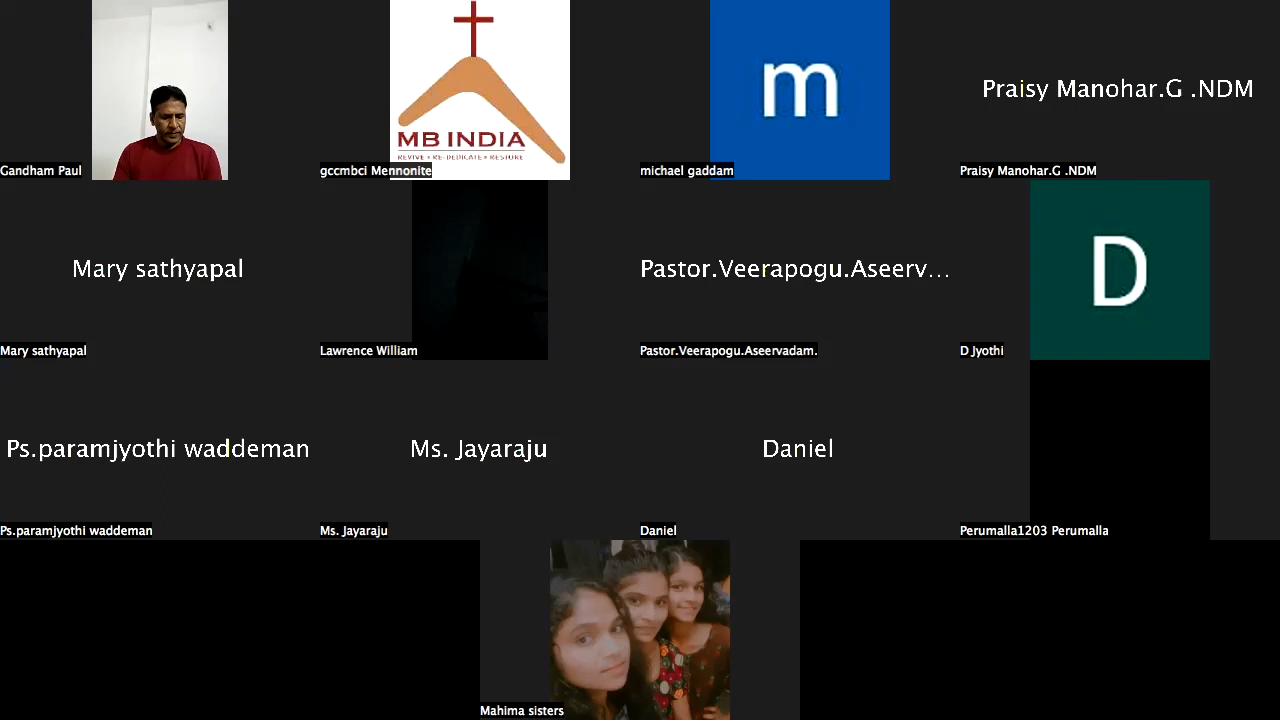 Gandham Paul
MB INDIA
REVIVE • RE-DEDICATE • RESTORE
gccmbci Mennonite
m
michael gaddam
Praisy Manohar.G .NDM
Praisy Manohar.G .NDM
Mary sathyapal
Mary sathyapal
Lawrence William
Pastor.Veerapogu.Aseerv...
Pastor.Veerapogu.Aseervadam.
D
D Jyothi
Ps.paramjyothi waddeman
Ps.paramjyothi waddeman
Ms. Jayaraju
Ms. Jayaraju
Daniel
Daniel
Perumalla1203 Perumalla
Mahima sisters